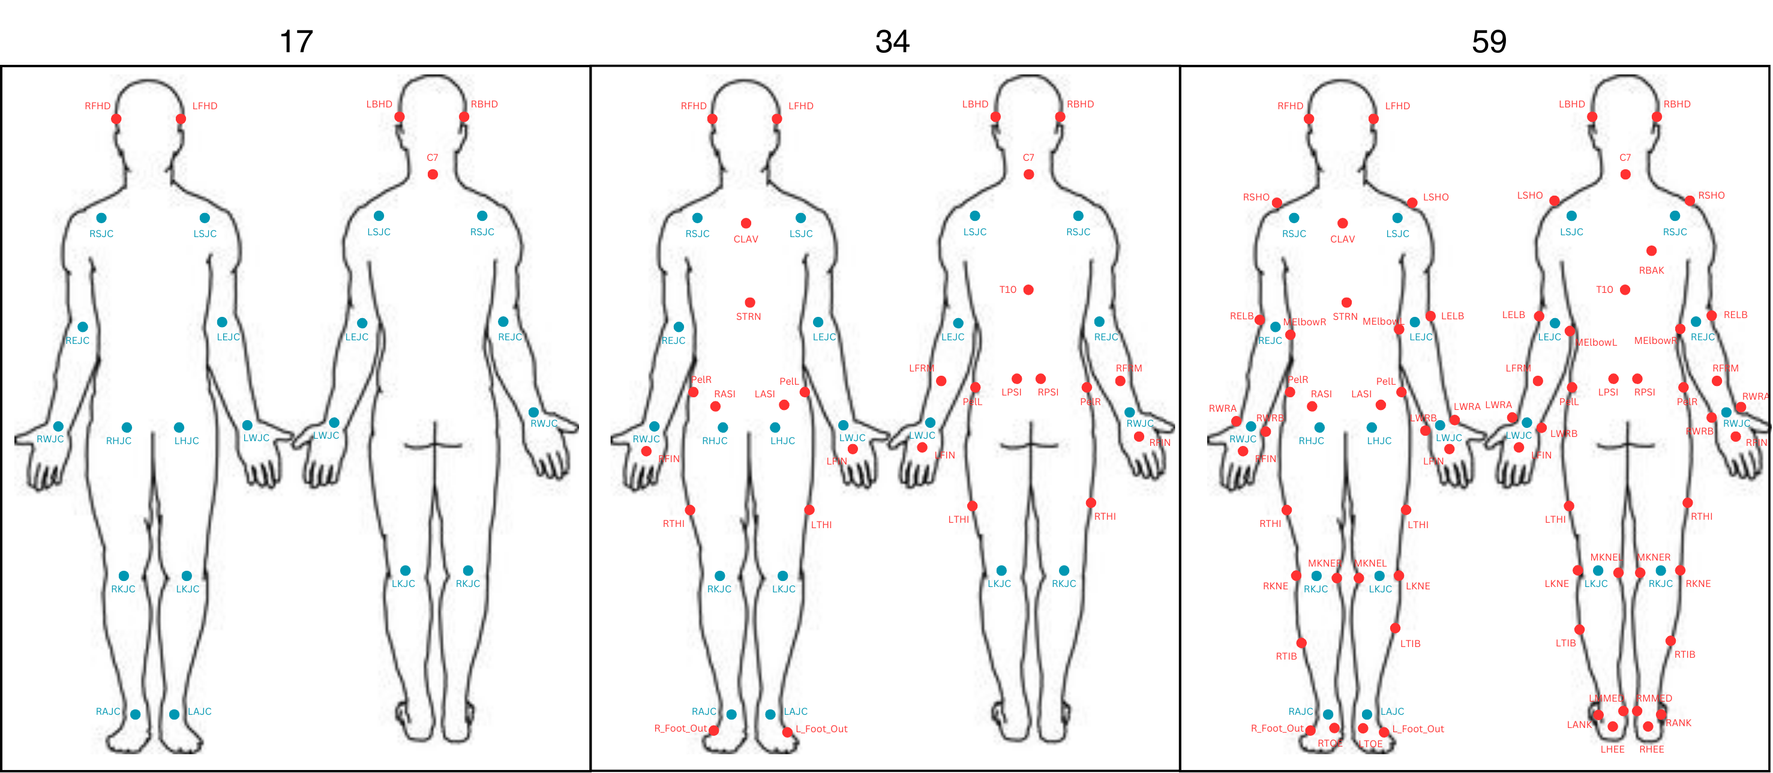 17
34
59
RFHD
LFHD
LBHD
RBHD
C7
RSJC
LSJC
LSJC
RSJC
REJC
LEJC
LEJC
REJC
RWJC
RHJC
LHJC
LWJC
LWJC
RWJC
RKJC
LKJC
LKJC
RKJC
RAJC
LAJC
RFHD
LFHD
LBHD
RBHD
C7
RSJC
CLAV
LSJC
LSJC
RSJC
T10
STRN
REJC
LEJC
LEJC
REJC
PelR
RASI
LASI
PelL
LFRM
PelL
LPSI
RPSI
PelR
RFRM
RWJC
RFIN
RHJC
LHJC
LWJC
LFIN
LWJC
LFIN
RWJC
RFIN
RTHI
LTHI
LTHI
RTHI
RKJC
LKJC
LKJC
RKJC
RAJC
LAJC
R_Foot_Out
L_Foot_Out
RFHD
LFHD
LBHD
RBHD
C7
RSHO
LSHO
LSHO
RSHO
RSJC
CLAV
LSJC
LSJC
RSJC
RBAK
T10
RELB
MElbowR
STRN
MElbowL
LELB
LELB
RELB
REJC
LEJC
LEJC
MElbowL
MElbowR
REJC
PelR
RASI
LASI
PelL
LFRM
PelL
LPSI
RPSI
PelR
RFRM
RWRA
RWRB
LWRB
LWRA
LWRA
LWRB
RWRB
RWRA
RWJC
RHJC
LHJC
LWJC
LWJC
RWJC
RFIN
LFIN
LFIN
RFIN
RTHI
LTHI
LTHI
RTHI
MKNER
MKNEL
MKNEL
MKNER
RKNE
RKJC
LKJC
LKNE
LKNE
LKJC
RKJC
RKNE
RTIB
LTIB
LTIB
RTIB
RAJC
LAJC
LMMED
RMMED
R_Foot_Out
L_Foot_Out
LANK
RANK
RTOE
LTOE
LHEE
RHEE